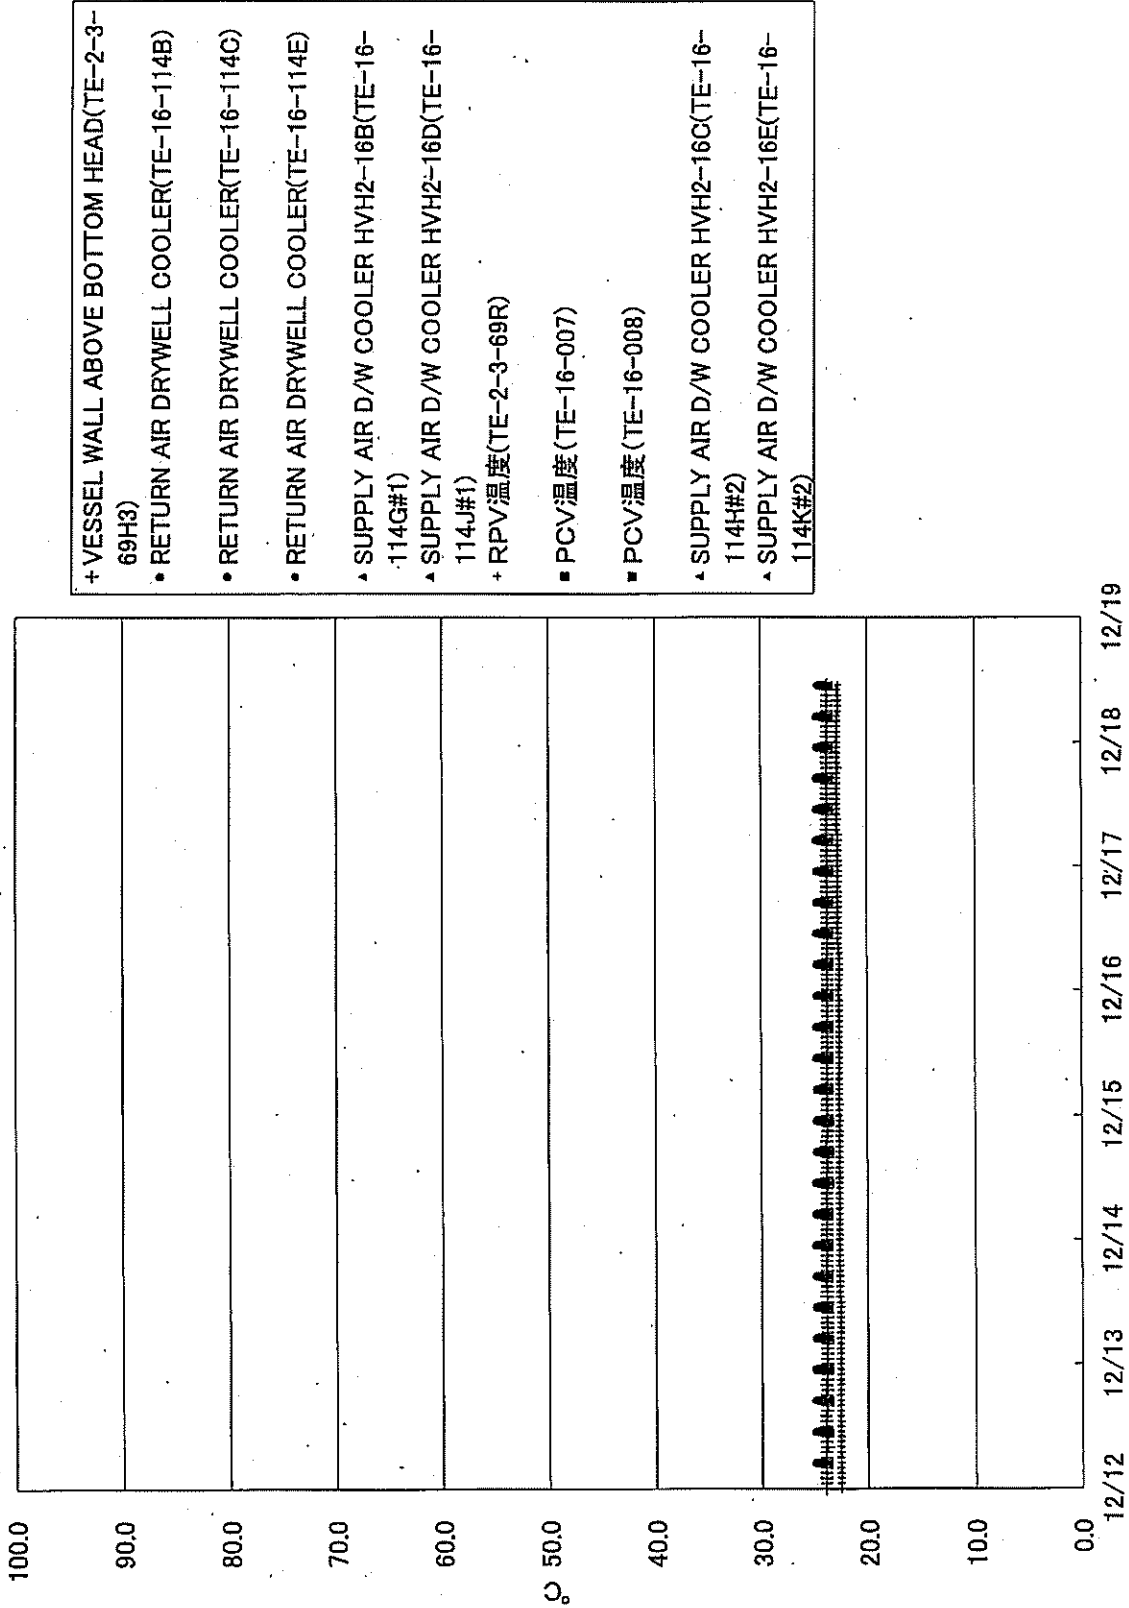 100.0
90.0
80.0
70.0
60.0
50.0
40.0
30.0
20.0
10.0
0.0
℃
12/12
12/13
12/14
12/15
12/16
12/17
12/18
12/19
+ VESSEL WALL ABOVE BOTTOM HEAD(TE-2-3-
69H3)
• RETURN AIR DRYWELL COOLER(TE-16-114B)
• RETURN AIR DRYWELL COOLER(TE-16-114C)
• RETURN AIR DRYWELL COOLER(TE-16-114E)
▲ SUPPLY AIR D/W COOLER HVH2-16B(TE-16-
114G#1)
▲ SUPPLY AIR D/W COOLER HVH2-16D(TE-16-
114J#1)
+ RPV温度(TE-2-3-69R)
■ PCV温度(TE-16-007)
■ PCV温度(TE-16-008)
▲ SUPPLY AIR D/W COOLER HVH2-16C(TE-16-
114H#2)
▲ SUPPLY AIR D/W COOLER HVH2-16E(TE-16-
114K#2)